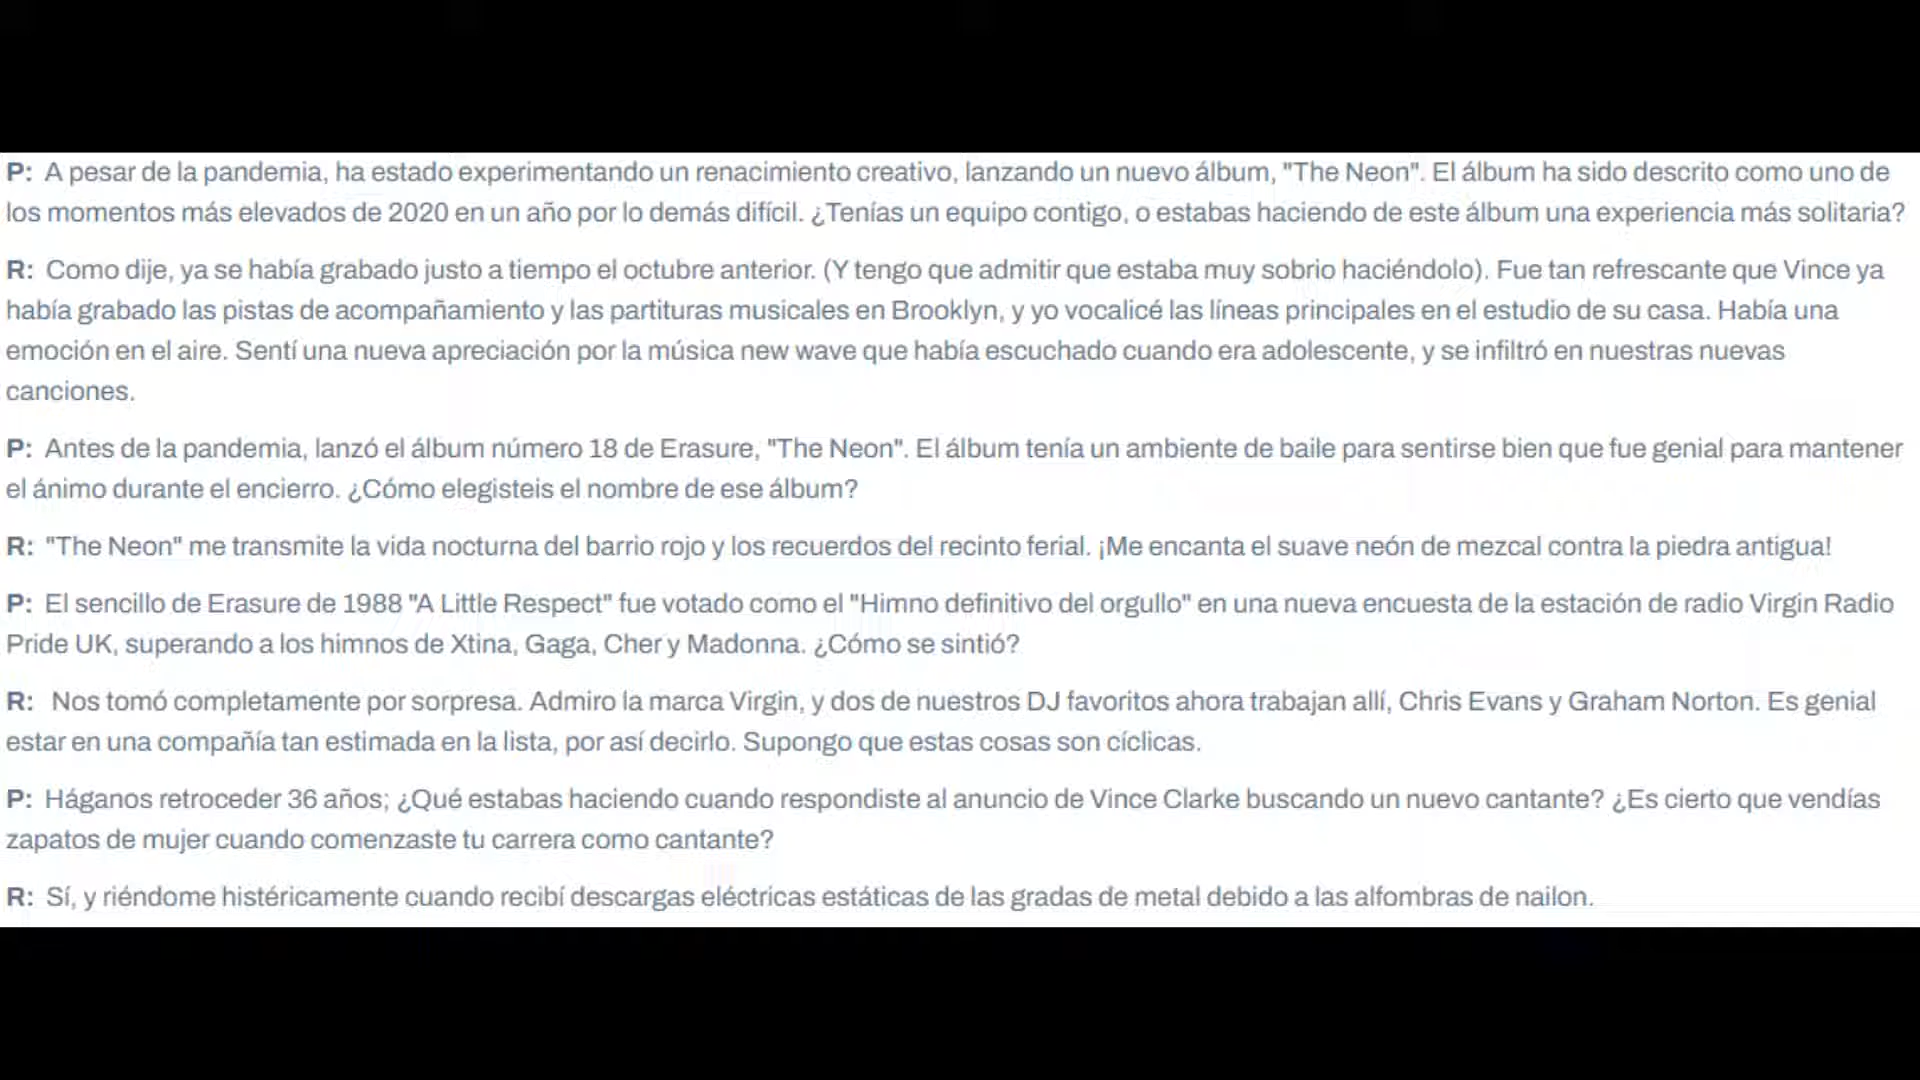 P: A pesar de la pandemia, ha estado experimentando un renacimiento creativo, lanzando un nuevo álbum, "The Neon". El álbum ha sido descrito como uno de
los momentos más elevados de 2020 en un año por lo demás difícil. ¿Tenías un equipo contigo, o estabas haciendo de este álbum una experiencia más solitaria?
R: Como dije, ya se había grabado justo a tiempo el octubre anterior. (Y tengo que admitir que estaba muy sobrio haciéndolo). Fue tan refrescante que Vince ya
había grabado las pistas de acompañamiento y las partituras musicales en Brooklyn, y yo vocalicé las líneas principales en el estudio de su casa. Había una
emoción en el aire. Sentí una nueva apreciación por la música new wave que había escuchado cuando era adolescente, y se infiltró en nuestras nuevas
canciones.
P: Antes de la pandemia, lanzó el álbum número 18 de Erasure, "The Neon". El álbum tenía un ambiente de baile para sentirse bien que fue genial para mantener
el ánimo durante el encierro. ¿Cómo elegisteis el nombre de ese álbum?
R: "The Neon" me transmite la vida nocturna del barrio rojo y los recuerdos del recinto ferial. ¡Me encanta el suave neón de mezcal contra la piedra antigua!
P: El sencillo de Erasure de 1988 "A Little Respect" fue votado como el "Himno definitivo del orgullo" en una nueva encuesta de la estación de radio Virgin Radio
Pride UK, superando a los himnos de Xtina, Gaga, Cher y Madonna. ¿Cómo se sintió?
R: Nos tomó completamente por sorpresa. Admiro la marca Virgin, y dos de nuestros DJ favoritos ahora trabajan allí, Chris Evans y Graham Norton. Es genial
estar en una compañía tan estimada en la lista, por así decirlo. Supongo que estas cosas son cíclicas.
P: Háganos retroceder 36 años; ¿Qué estabas haciendo cuando respondiste al anuncio de Vince Clarke buscando un nuevo cantante? ¿Es cierto que vendías
zapatos de mujer cuando comenzaste tu carrera como cantante?
R: Sí, y riéndome histéricamente cuando recibí descargas eléctricas estáticas de las gradas de metal debido a las alfombras de nailon.